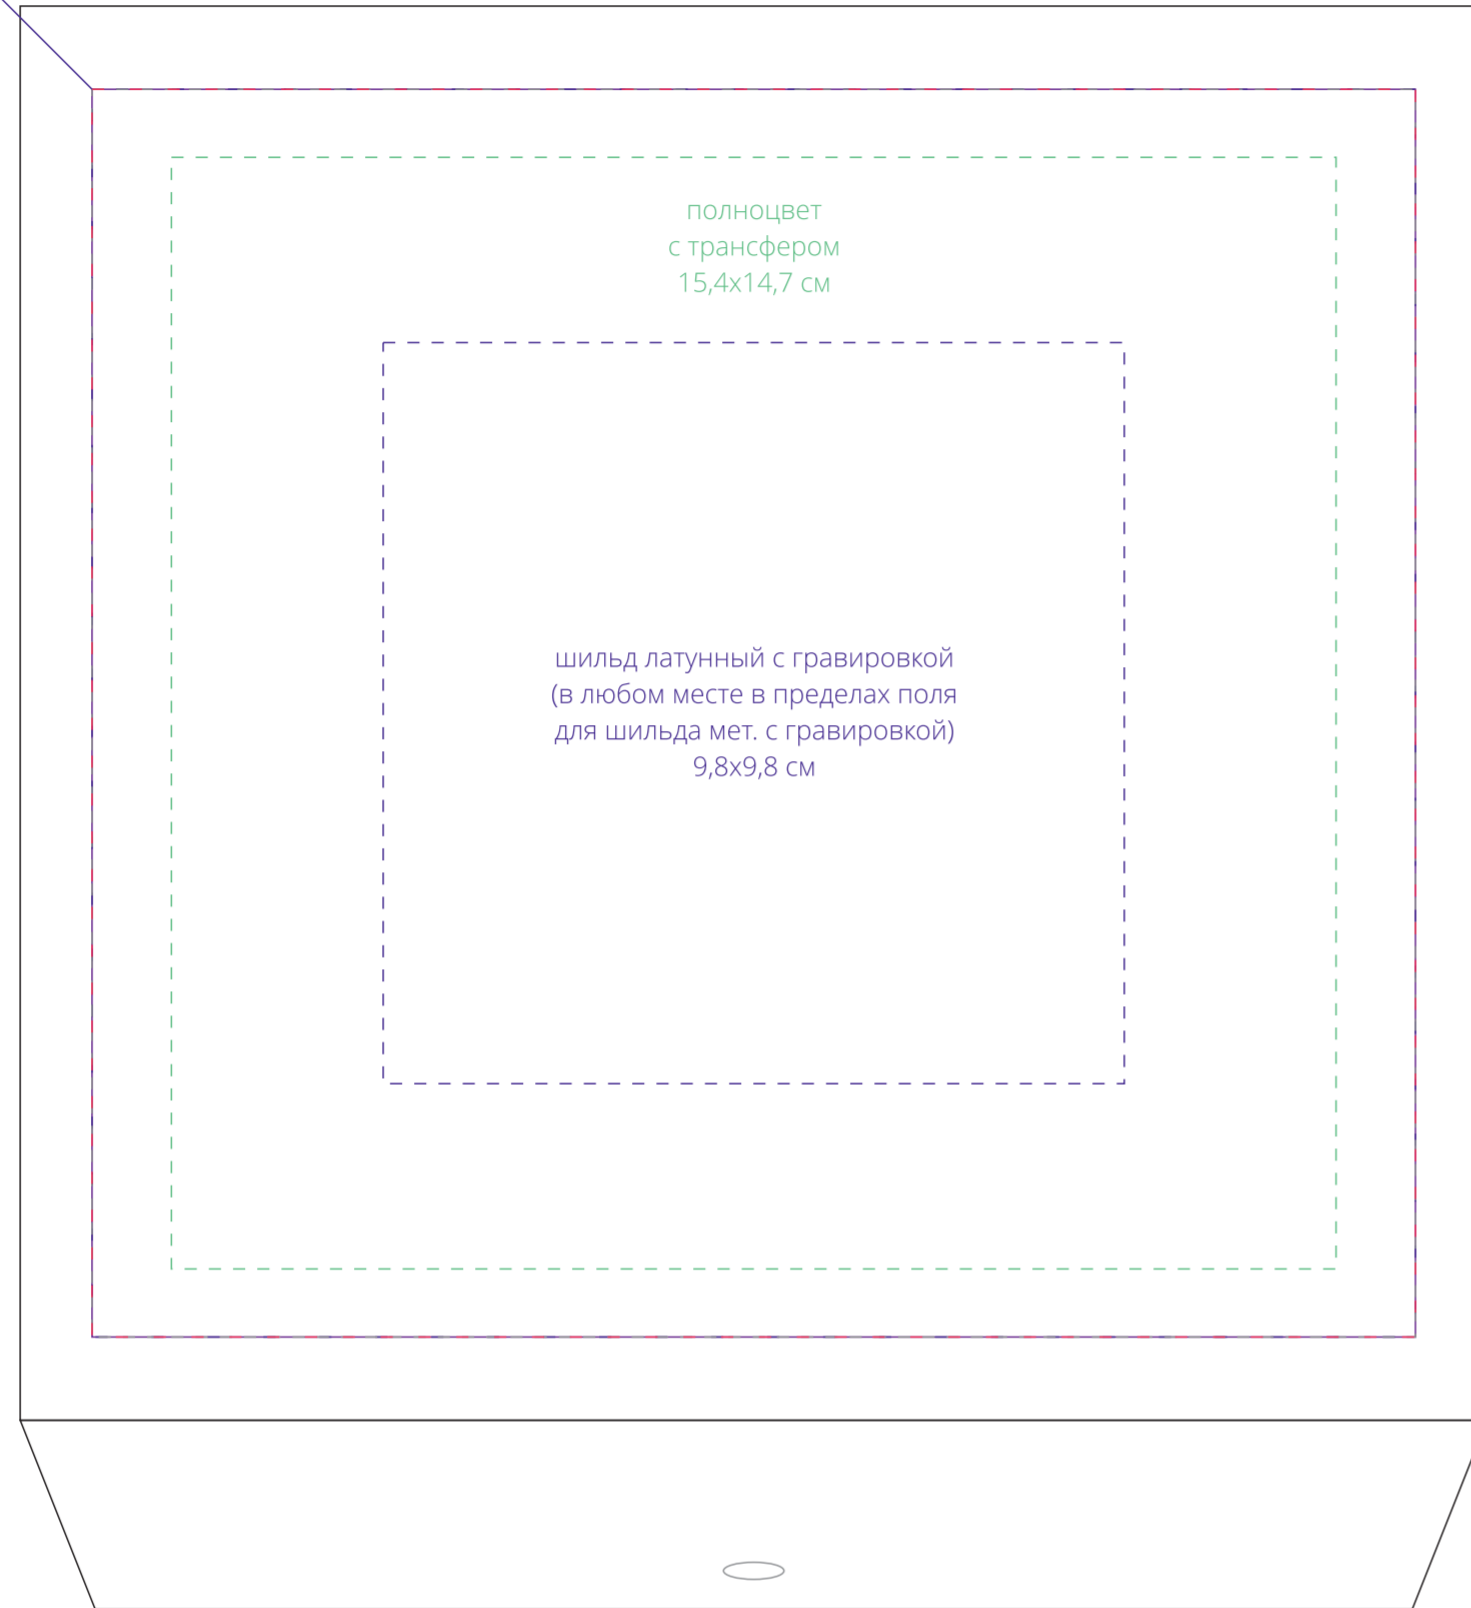 полноцвет
с трансфером
15,4х14,7 см
шильд латунный с гравировкой
(в любом месте в пределах поля
для шильда мет. с гравировкой)
9,8х9,8 см